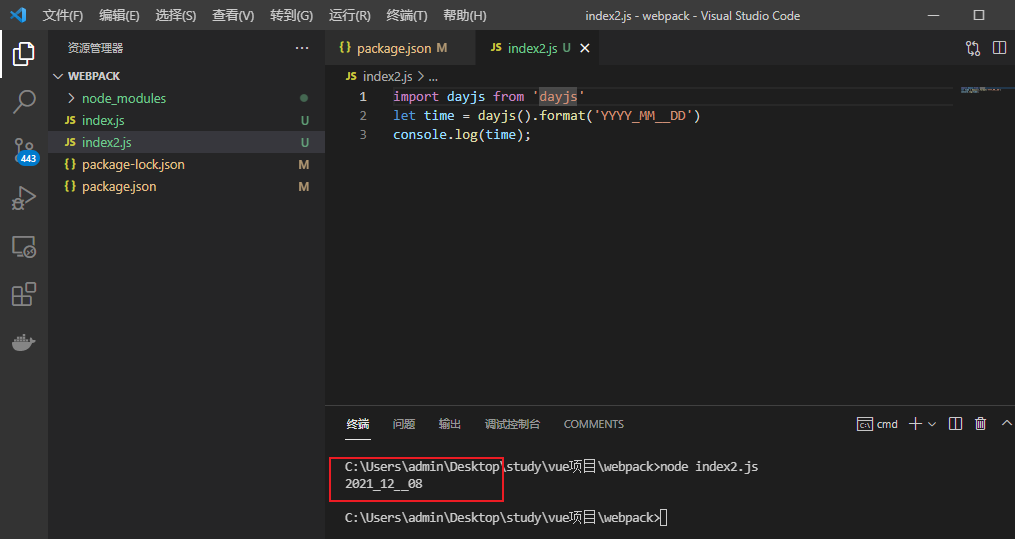 文件(F) 编辑(E) 选择(S) 查看(V) 转到(G) 运行(R) 终端(T) 帮助(H) index2.js - webpack - Visual Studio Code
资源管理器 ···
WEBPACK
node_modules
JS index.js U
JS index2.js U
{} package-lock.json M
{} package.json M
443
{} package.json M JS index2.js U
JS index2.js > ...
1 import dayjs from 'dayjs'
2 let time = dayjs().format('YYYY_MM__DD')
3 console.log(time);
终端 问题 输出 调试控制台 COMMENTS cmd
C:\Users\admin\Desktop\study\vue项目\webpack>node index2.js
2021_12__08
C:\Users\admin\Desktop\study\vue项目\webpack>